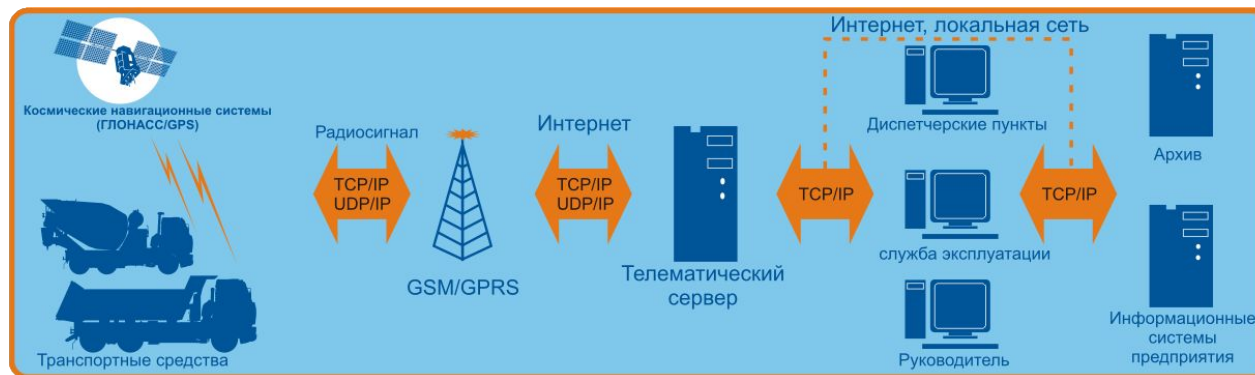 Космические навигационные системы
(ГЛОНАСС/GPS)
Транспортные средства
Радиосигнал
TCP/IP
UDP/IP
GSM/GPRS
Интернет
TCP/IP
UDP/IP
Телематический
сервер
Интернет, локальная сеть
TCP/IP
Диспетчерские пункты
служба эксплуатации
Руководитель
TCP/IP
Архив
Информационные
системы
предприятия